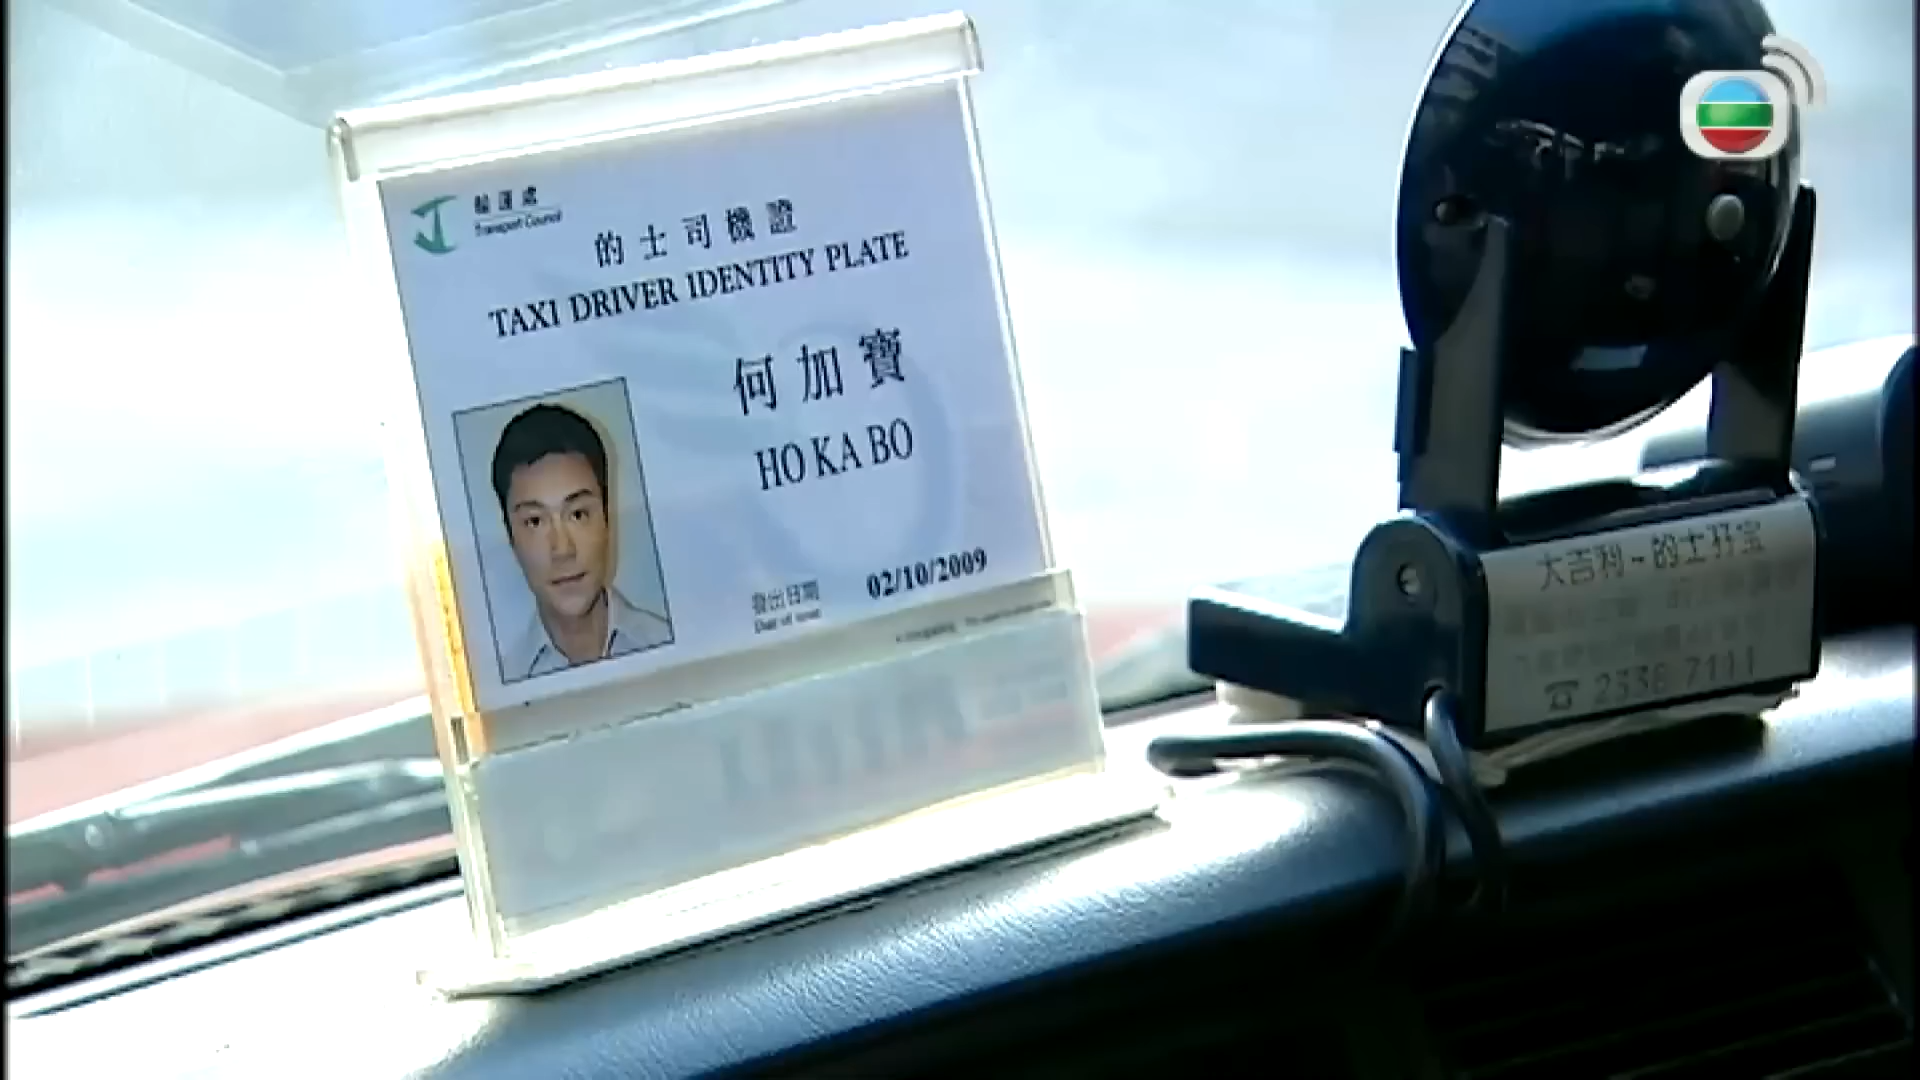 輸運處
Transport Council
的士司機證
TAXI DRIVER IDENTITY PLATE
何加寶
HO KA BO
發出日期
Date of issue
02/10/2009
大吉利-的士孖宝
☎ 2338 7111